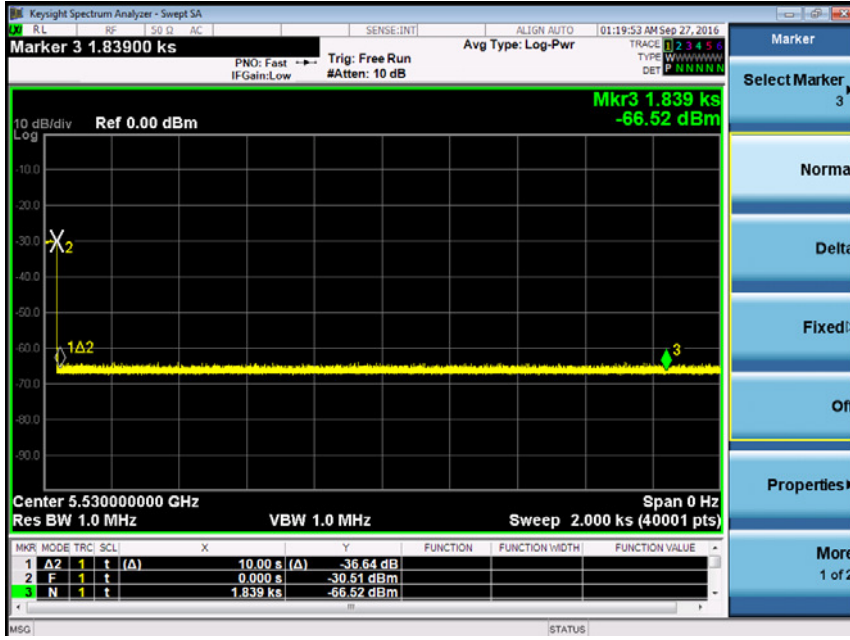 Keysight Spectrum Analyzer - Swept SA
RL RF 50 Ω AC SENSE:INT ALIGN AUTO 01:19:53 AM Sep 27, 2016
Marker 3 1.83900 ks
PNO: Fast
IFGain:Low
Trig: Free Run
#Atten: 10 dB
Avg Type: Log-Pwr
TRACE 1 2 3 4 5 6
TYPE WWWWWW
DET P N N N N N
Mkr3 1.839 ks
-66.52 dBm
10 dB/div Ref 0.00 dBm
Log
-10.0
-20.0
-30.0
2
-40.0
-50.0
-60.0
1Δ2
3
-70.0
-80.0
-90.0
Center 5.530000000 GHz Span 0 Hz
Res BW 1.0 MHz VBW 1.0 MHz Sweep 2.000 ks (40001 pts)
MKR MODE TRC SCL X Y FUNCTION FUNCTION WIDTH FUNCTION VALUE
1 Δ2 1 t (Δ) 10.00 s (Δ) -36.64 dB
2 F 1 t 0.000 s -30.51 dBm
3 N 1 t 1.839 ks -66.52 dBm
MSG STATUS
Marker
Select Marker
3
Norma
Delta
Fixed
Off
Properties
More
1 of 2